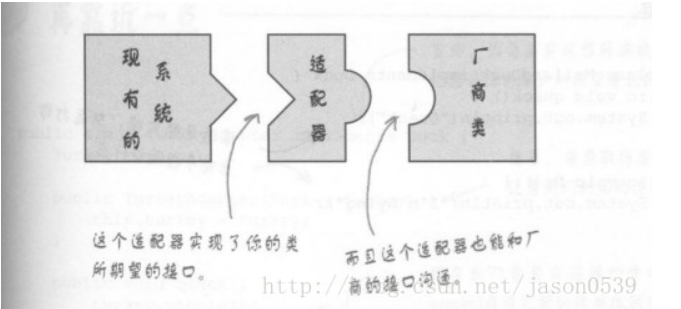 现有的
系统的
适配器
厂商类
这个适配器实现了你的类
所期望的接口。
而且这个适配器也能和厂
商的接口沟通。
http://blog.csdn.net/jason0539